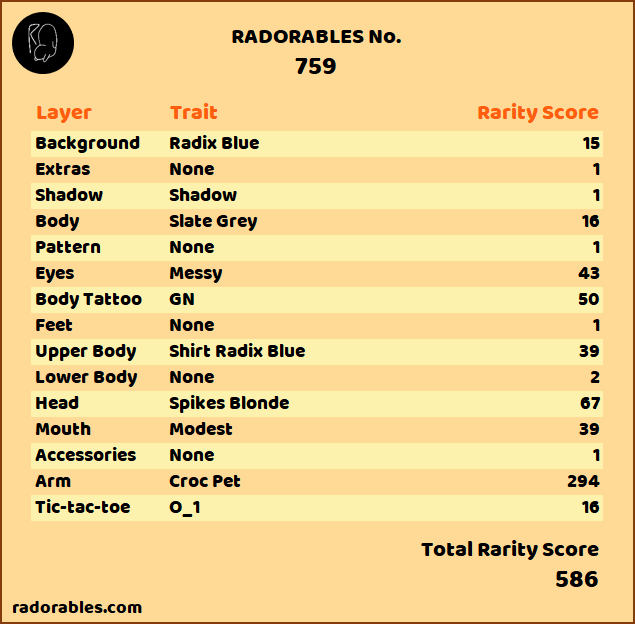 RADORABLES No.
759
Layer Trait Rarity Score
Background Radix Blue 15
Extras None 1
Shadow Shadow 1
Body Slate Grey 16
Pattern None 1
Eyes Messy 43
Body Tattoo GN 50
Feet None 1
Upper Body Shirt Radix Blue 39
Lower Body None 2
Head Spikes Blonde 67
Mouth Modest 39
Accessories None 1
Arm Croc Pet 294
Tic-tac-toe O_1 16
Total Rarity Score
586
radorables.com